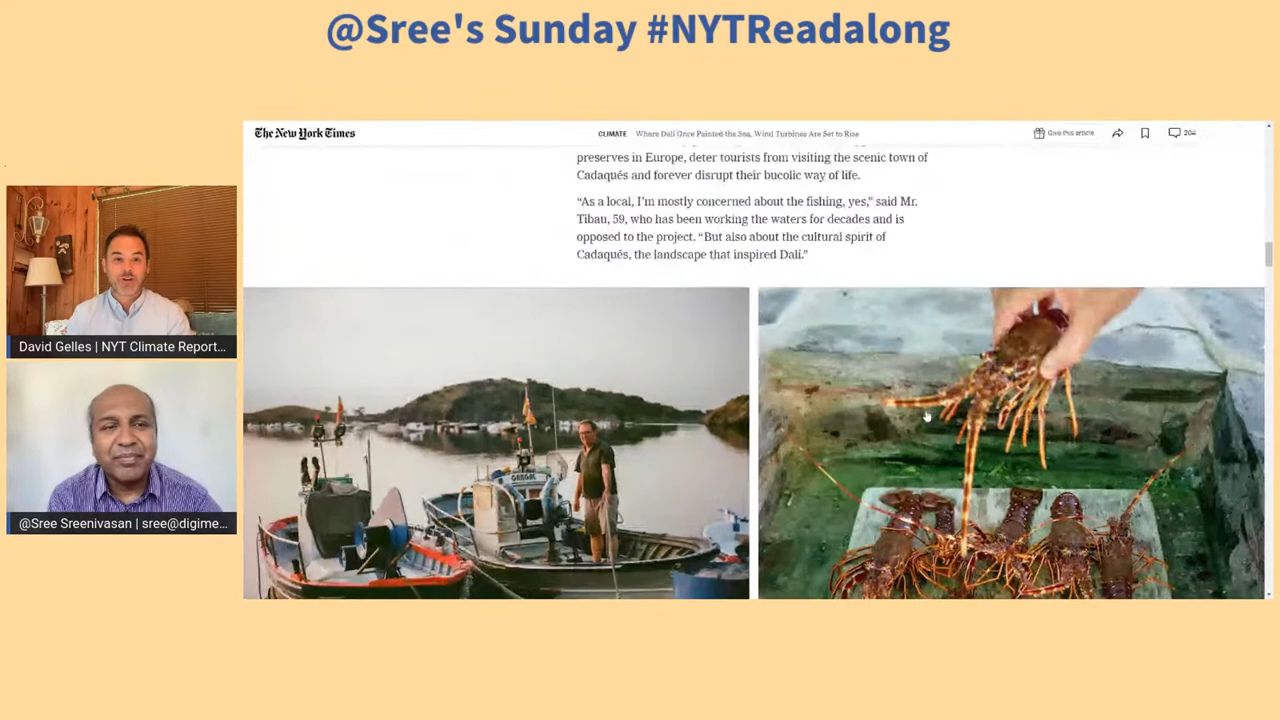 @Sree's Sunday #NYTReadalong
The New York Times
CLIMATE Where Dalí Once Painted the Sea, Wind Turbines Are Set to Rise
Give this article
preserves in Europe, deter tourists from visiting the scenic town of
Cadaqués and forever disrupt their bucolic way of life.
“As a local, I’m mostly concerned about the fishing, yes,” said Mr.
Tibau, 59, who has been working the waters for decades and is
opposed to the project. “But also about the cultural spirit of
Cadaqués, the landscape that inspired Dalí.”
David Gelles | NYT Climate Report...
@Sree Sreenivasan | sree@digime...